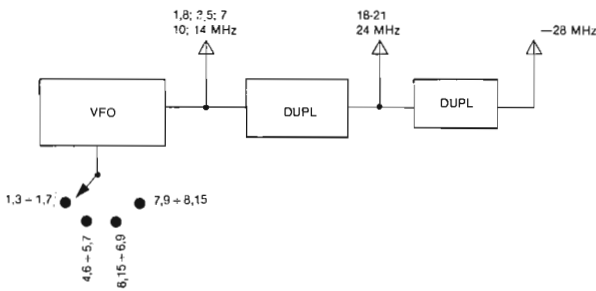 1,8; 3,5; 7
10; 14 MHz
18-21
24 MHz
—28 MHz
VFO
DUPL
DUPL
1,3 ÷ 1,7;
7,9 ÷ 8,15
4,6 ÷ 5,7
8,15 ÷ 6,9